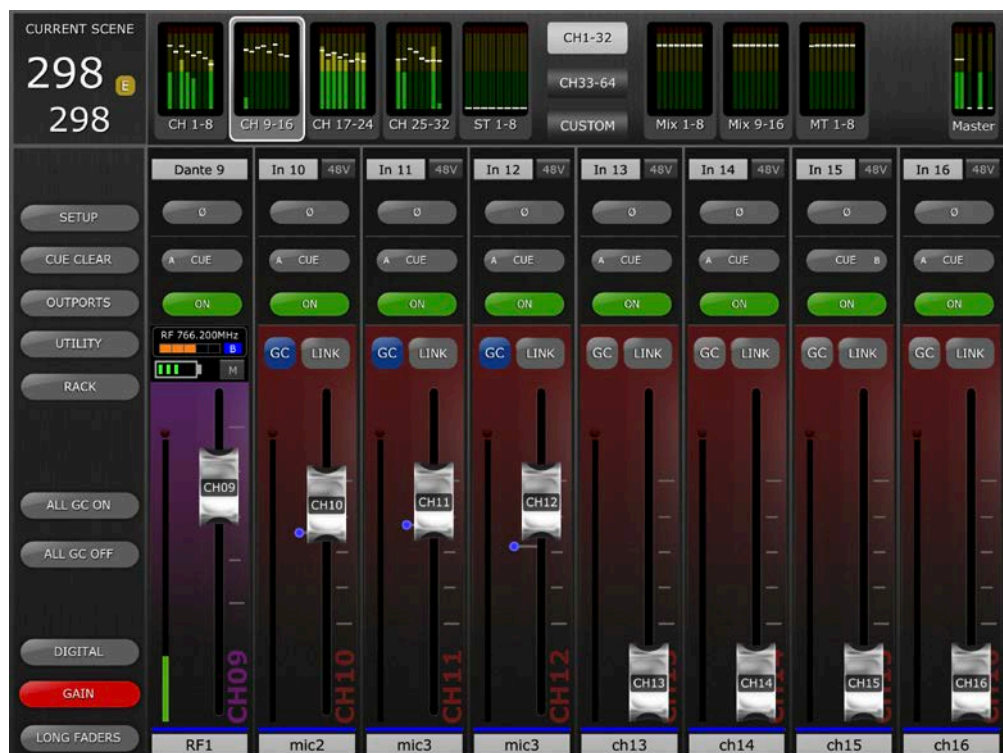 CURRENT SCENE
298 E
298
CH 1-8 CH 9-16 CH 17-24 CH 25-32 ST 1-8
CH1-32
CH33-64
CUSTOM
Mix 1-8 Mix 9-16 MT 1-8 Master
SETUP
CUE CLEAR
OUTPORTS
UTILITY
RACK
ALL GC ON
ALL GC OFF
DIGITAL
GAIN
LONG FADERS
Dante 9 In 10 48V In 11 48V In 12 48V In 13 48V In 14 48V In 15 48V In 16 48V
Ø Ø Ø Ø Ø Ø Ø Ø
A CUE A CUE A CUE A CUE A CUE A CUE CUE B A CUE
ON ON ON ON ON ON ON ON
RF 766.200MHz
B
M
GC LINK GC LINK GC LINK GC LINK GC LINK GC LINK GC LINK
CH09 CH10 CH11 CH12
CH13 CH14 CH15 CH16
CH09 CH10 CH11 CH12
RF1 mic2 mic3 mic3 ch13 ch14 ch15 ch16